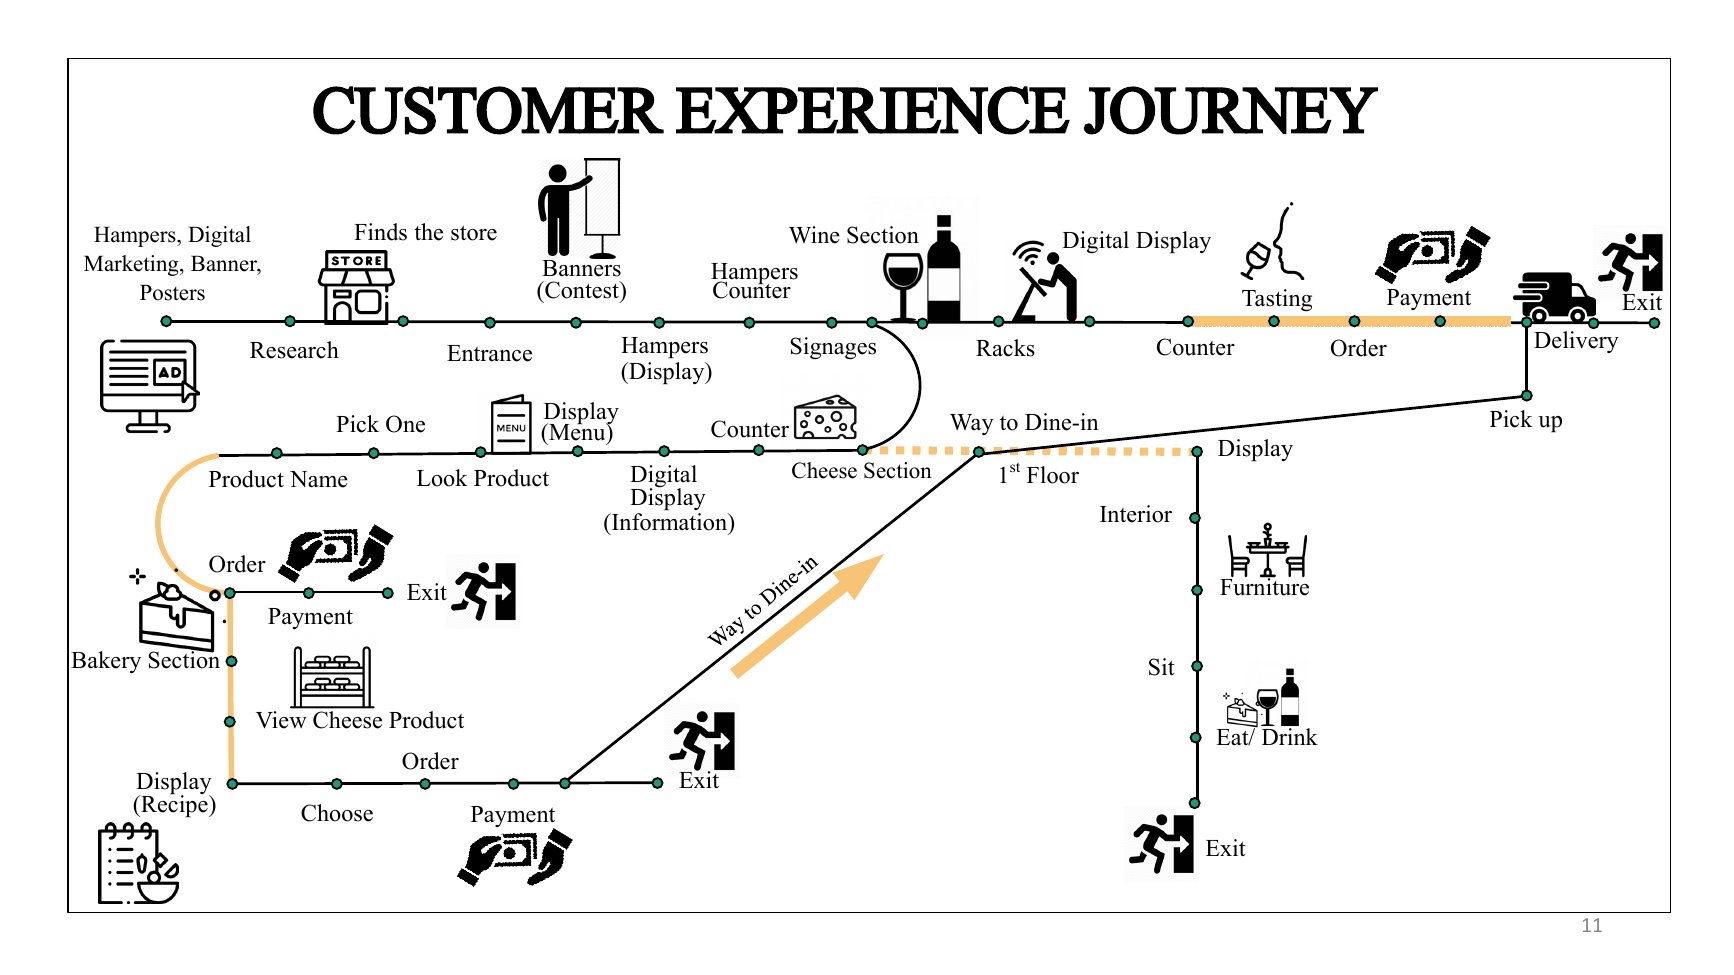 CUSTOMER EXPERIENCE JOURNEY
Hampers, Digital
Marketing, Banner,
Posters
Finds the store
STORE
Banners
(Contest)
Hampers
Counter
Wine Section
Digital Display
Tasting
Payment
Exit
Research
Entrance
Hampers
(Display)
Signages
Racks
Counter
Order
Delivery
AD
Pick One
MENU
Display
(Menu)
Counter
Way to Dine-in
Pick up
Product Name
Look Product
Digital
Display
(Information)
Cheese Section
1st Floor
Display
Interior
Furniture
Sit
Eat/ Drink
Exit
Order
Payment
Exit
Way to Dine-in
Bakery Section
View Cheese Product
Order
Display
(Recipe)
Choose
Payment
Exit
11